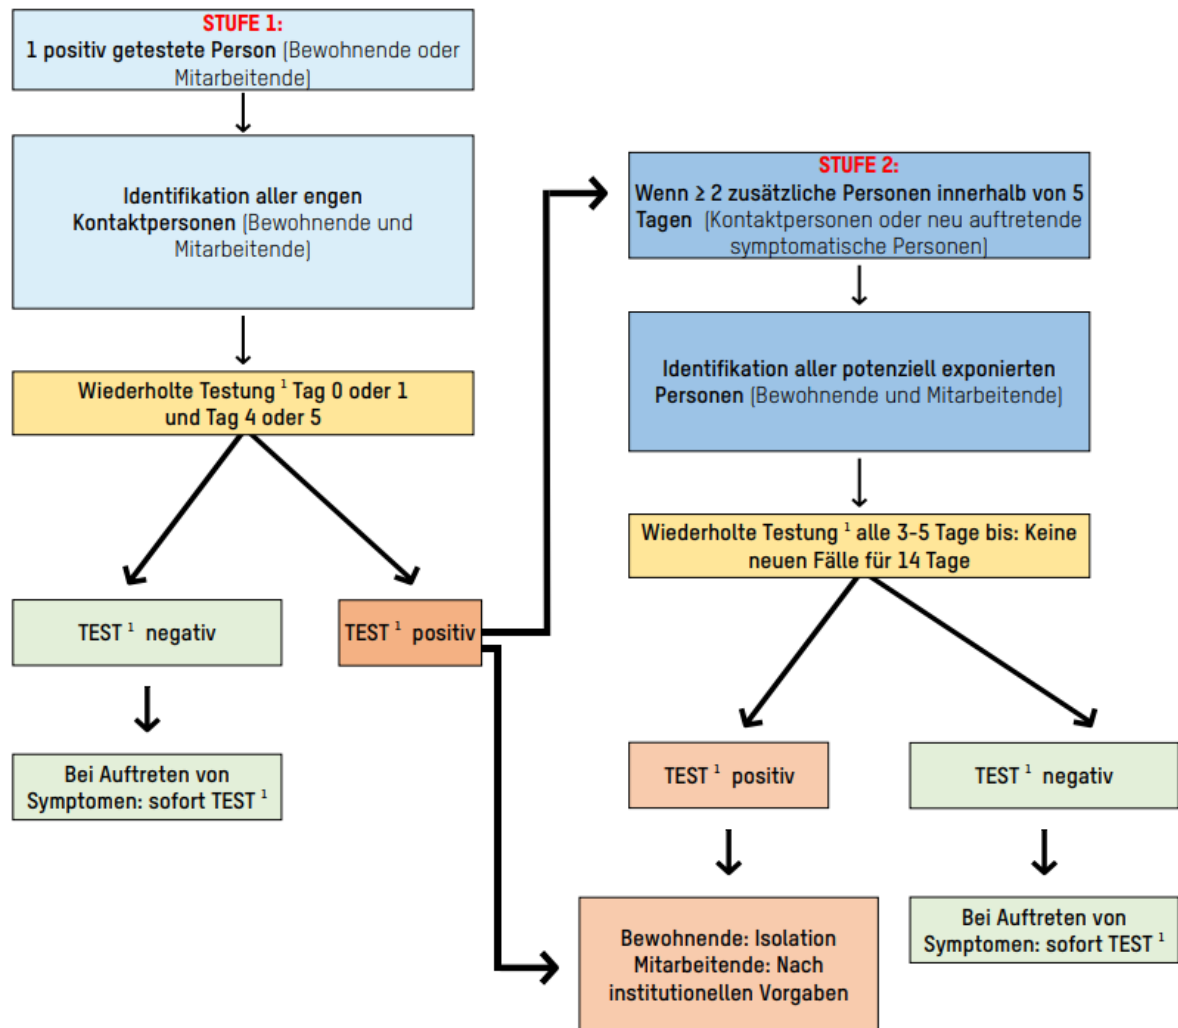 STUFE 1:
1 positiv getestete Person (Bewohnende oder
Mitarbeitende)
Identifikation aller engen
Kontaktpersonen (Bewohnende und
Mitarbeitende)
Wiederholte Testung ¹ Tag 0 oder 1
und Tag 4 oder 5
TEST ¹ negativ
TEST ¹ positiv
Bei Auftreten von
Symptomen: sofort TEST ¹
STUFE 2:
Wenn ≥ 2 zusätzliche Personen innerhalb von 5
Tagen (Kontaktpersonen oder neu auftretende
symptomatische Personen)
Identifikation aller potenziell exponierten
Personen (Bewohnende und Mitarbeitende)
Wiederholte Testung ¹ alle 3-5 Tage bis: Keine
neuen Fälle für 14 Tage
TEST ¹ positiv
TEST ¹ negativ
Bewohnende: Isolation
Mitarbeitende: Nach
institutionellen Vorgaben
Bei Auftreten von
Symptomen: sofort TEST ¹